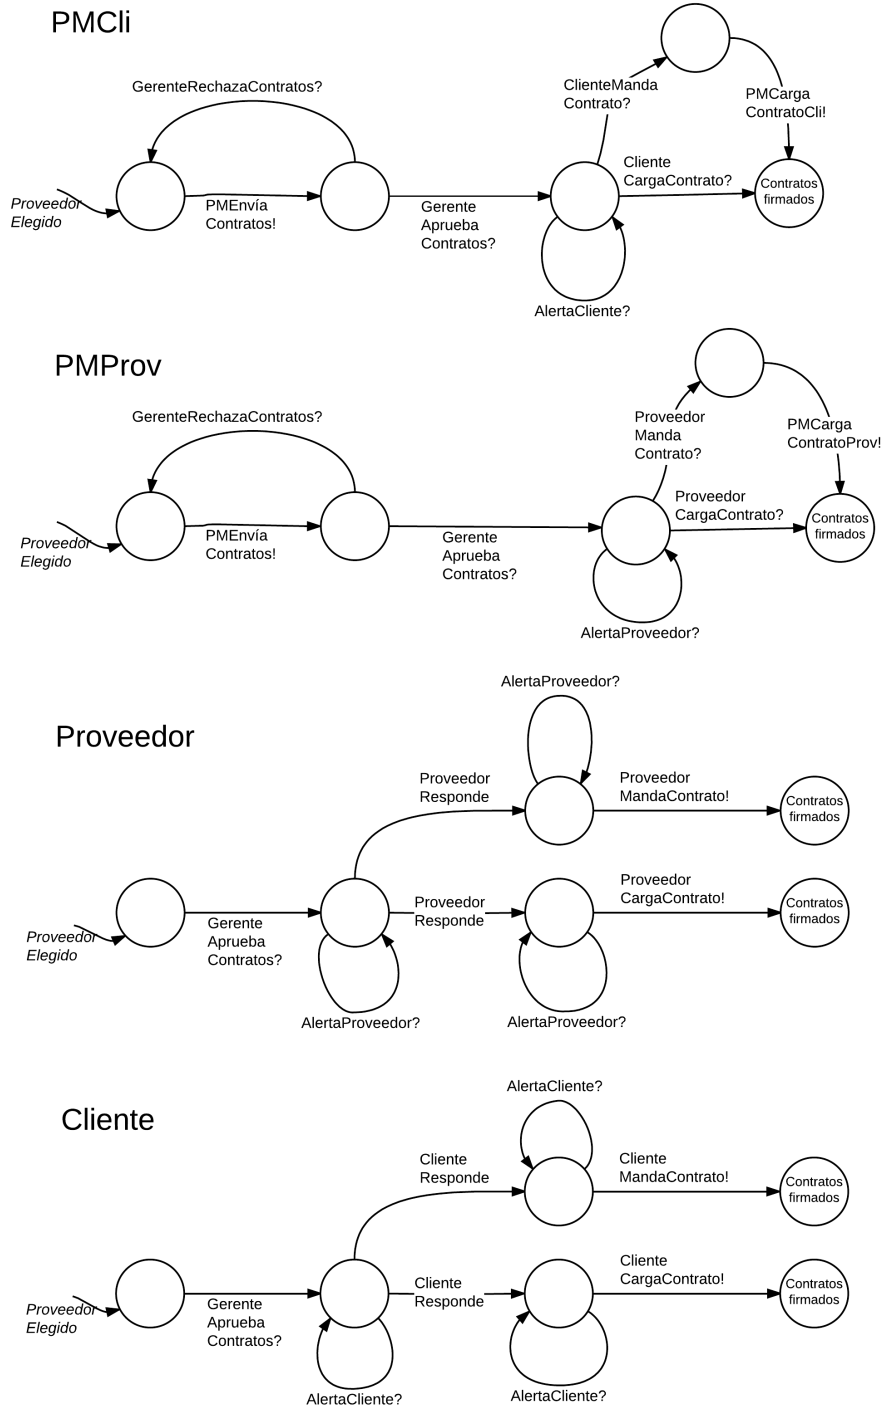 PMCli
GerenteRechazaContratos?
ClienteManda
Contrato?
PMCarga
ContratoCli!
Proveedor
Elegido
PMEnvía
Contratos!
Gerente
Aprueba
Contratos?
Cliente
CargaContrato?
Contratos
firmados
AlertaCliente?
PMProv
GerenteRechazaContratos?
Proveedor
Manda
Contrato?
PMCarga
ContratoProv!
Proveedor
Elegido
PMEnvía
Contratos!
Gerente
Aprueba
Contratos?
Proveedor
CargaContrato?
Contratos
firmados
AlertaProveedor?
Proveedor
AlertaProveedor?
Proveedor
Responde
Proveedor
MandaContrato!
Contratos
firmados
Proveedor
Elegido
Gerente
Aprueba
Contratos?
Proveedor
Responde
Proveedor
CargaContrato!
Contratos
firmados
AlertaProveedor?
AlertaProveedor?
Cliente
AlertaCliente?
Cliente
Responde
Cliente
MandaContrato!
Contratos
firmados
Proveedor
Elegido
Gerente
Aprueba
Contratos?
Cliente
Responde
Cliente
CargaContrato!
Contratos
firmados
AlertaCliente?
AlertaCliente?